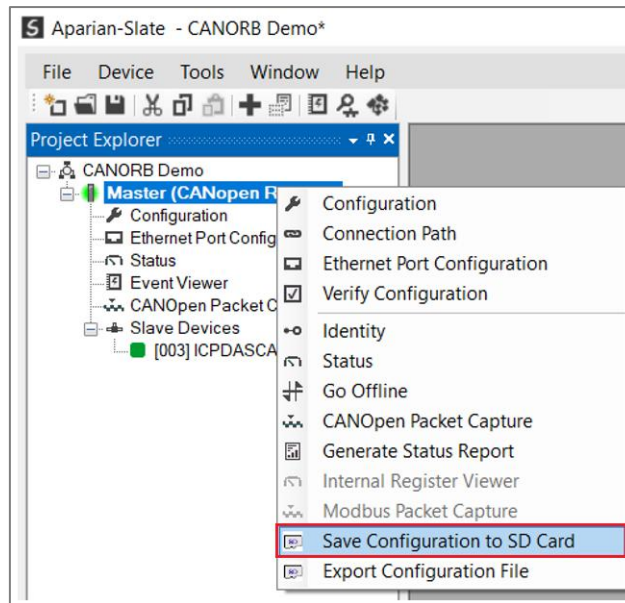 Aparian-Slate - CANORB Demo*
File Device Tools Window Help
Project Explorer
CANORB Demo
Master (CANopen R
Configuration
Ethernet Port Config
Status
Event Viewer
CANOpen Packet C
Slave Devices
[003] ICPDASCA
Configuration
Connection Path
Ethernet Port Configuration
Verify Configuration
Identity
Status
Go Offline
CANOpen Packet Capture
Generate Status Report
Internal Register Viewer
Modbus Packet Capture
Save Configuration to SD Card
Export Configuration File